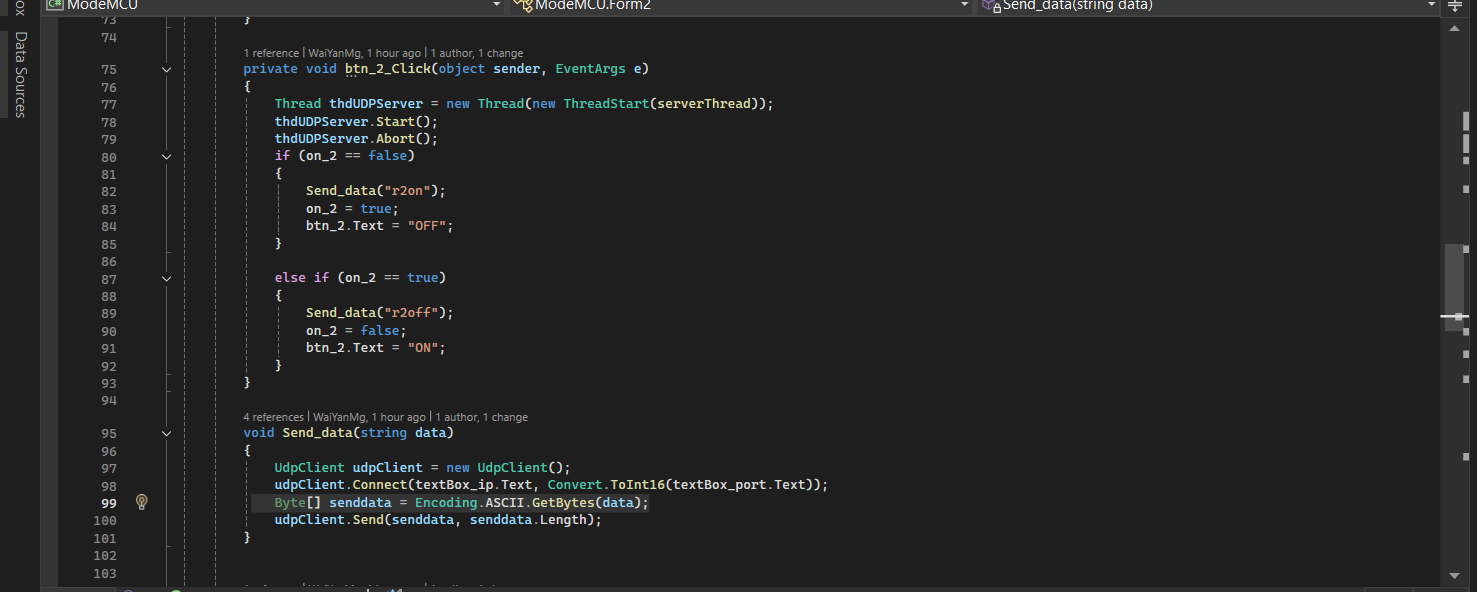 OX
Data Sources
C# ModeMCU
ModeMCU.Form2
Send_data(string data)
73 }
74
1 reference | WaiYanMg, 1 hour ago | 1 author, 1 change
75 private void btn_2_Click(object sender, EventArgs e)
76 {
77 Thread thdUDPServer = new Thread(new ThreadStart(serverThread));
78 thdUDPServer.Start();
79 thdUDPServer.Abort();
80 if (on_2 == false)
81 {
82 Send_data("r2on");
83 on_2 = true;
84 btn_2.Text = "OFF";
85 }
86
87 else if (on_2 == true)
88 {
89 Send_data("r2off");
90 on_2 = false;
91 btn_2.Text = "ON";
92 }
93 }
94
4 references | WaiYanMg, 1 hour ago | 1 author, 1 change
95 void Send_data(string data)
96 {
97 UdpClient udpClient = new UdpClient();
98 udpClient.Connect(textBox_ip.Text, Convert.ToInt16(textBox_port.Text));
99 Byte[] senddata = Encoding.ASCII.GetBytes(data);
100 udpClient.Send(senddata, senddata.Length);
101 }
102
103